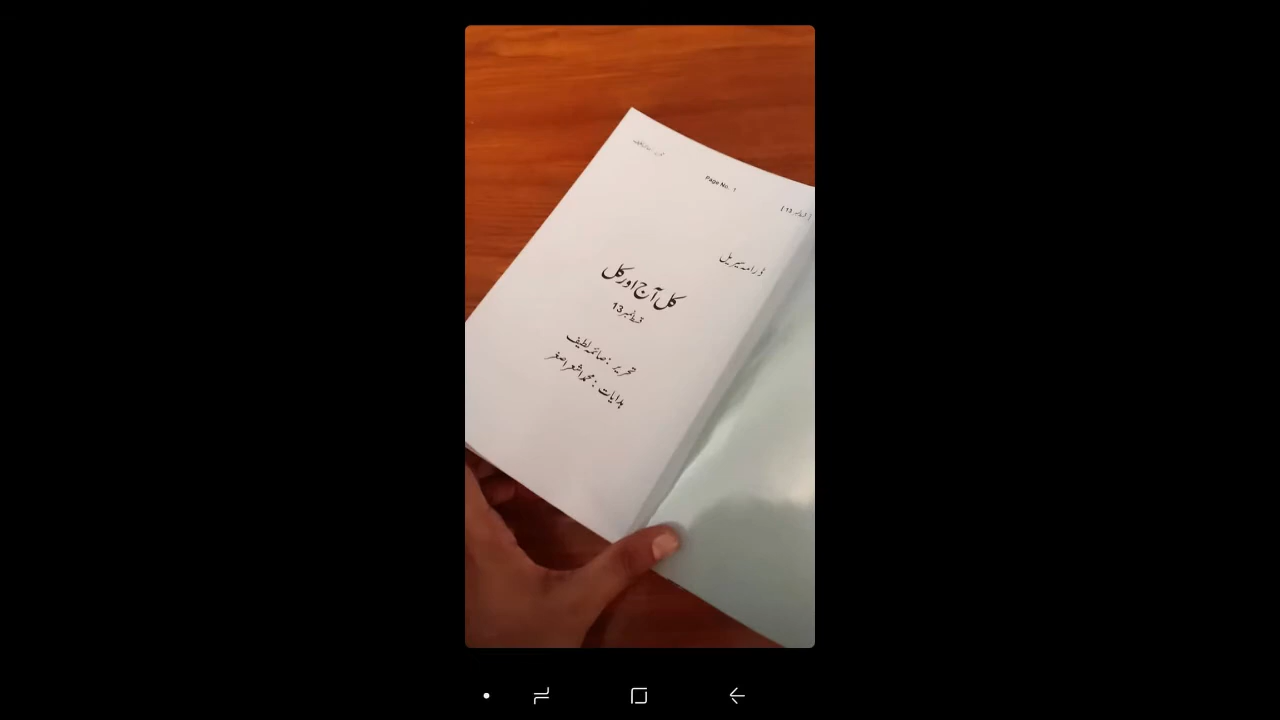 Page No. 1
ڈرامہ سیریل
کل آج اور کل
قسط نمبر 13
تحریر : صائمہ لطیف
ہدایات : محمد اشعر اصغر